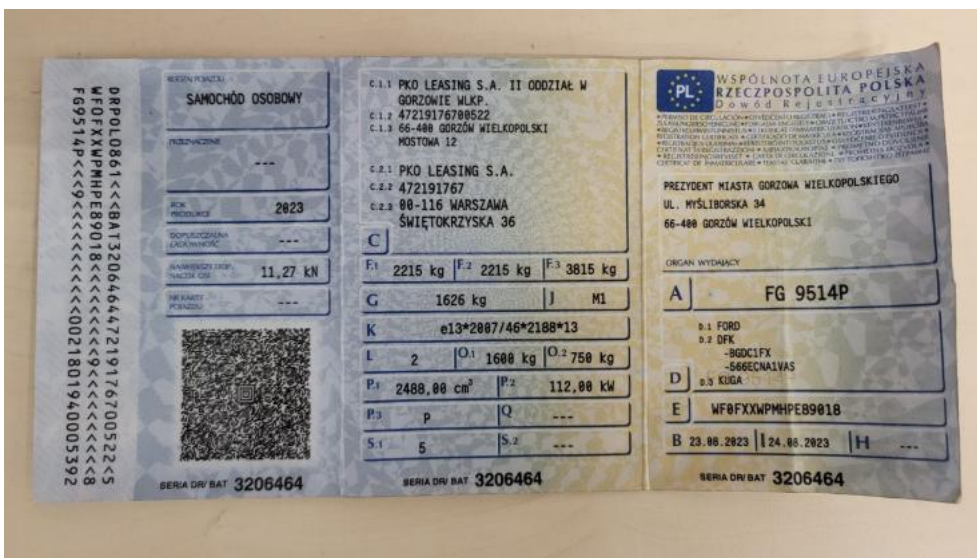 DRPOL0861<<BAT320646447219176700522<5
WF0FXXWPMHPE89018<<<<<<<9<<<<<<<<<<8
FG9514P<<9<<<<<<<<<<<0021801940005392
RODZAJ POJAZDU
SAMOCHÓD OSOBOWY
PRZEZNACZENIE
---
ROK PRODUKCJI
2023
DOPUSZCZALNA ŁADOWNOŚĆ
---
NAJWIĘKSZY DOP. NACISK OSI
11,27 kN
NR KARTY POJAZDU
---
SERIA DR/ BAT 3206464
C.1.1 PKO LEASING S.A. II ODDZIAŁ W
GORZOWIE WLKP.
C.1.2 47219176700522
C.1.3 66-400 GORZÓW WIELKOPOLSKI
MOSTOWA 12
C.2.1 PKO LEASING S.A.
C.2.2 472191767
C.2.3 00-116 WARSZAWA
ŚWIĘTOKRZYSKA 36
C
F.1 2215 kg F.2 2215 kg F.3 3815 kg
G 1626 kg J M1
K e13*2007/46*2188*13
L 2 O.1 1600 kg O.2 750 kg
P.1 2488,00 cm³ P.2 112,00 kW
P.3 P Q ---
S.1 5 S.2 ---
SERIA DR/ BAT 3206464
PL
WSPÓLNOTA EUROPEJSKA
RZECZPOSPOLITA POLSKA
Dowód Rejestracyjny
PREZYDENT MIASTA GORZOWA WIELKOPOLSKIEGO
UL. MYŚLIBORSKA 34
66-400 GORZÓW WIELKOPOLSKI
ORGAN WYDAJĄCY
A FG 9514P
D.1 FORD
D.2 DFK
-BGDC1FX
-566ECNA1VAS
D D.3 KUGA
E WF0FXXWPMHPE89018
B 23.08.2023 I 24.08.2023 H ---
SERIA DR/ BAT 3206464